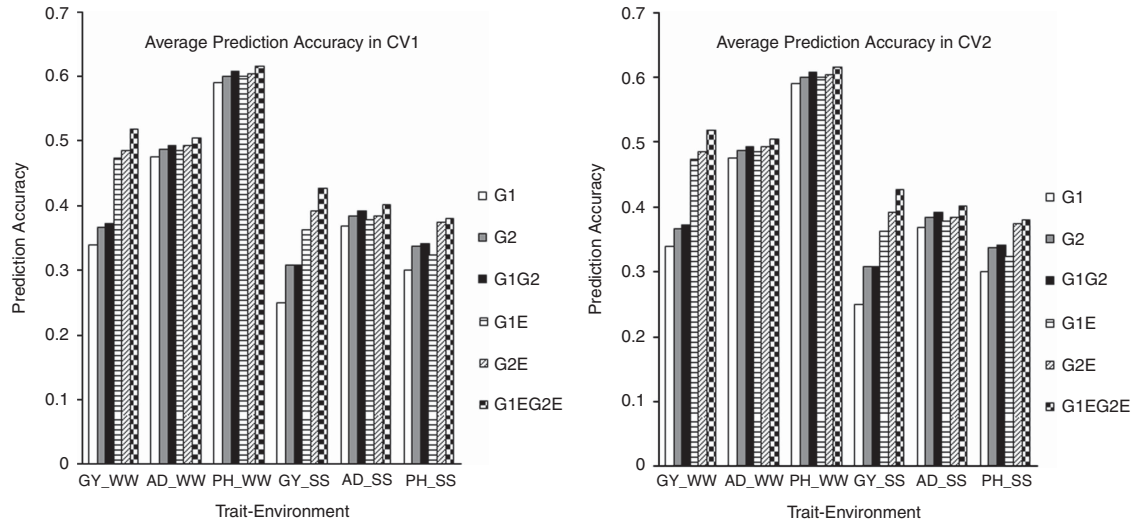 Average Prediction Accuracy in CV1
Prediction Accuracy
0.7
0.6
0.5
0.4
0.3
0.2
0.1
0
GY_WW AD_WW PH_WW GY_SS AD_SS PH_SS
Trait-Environment
G1
G2
G1G2
G1E
G2E
G1EG2E
Average Prediction Accuracy in CV2
Prediction Accuracy
0.7
0.6
0.5
0.4
0.3
0.2
0.1
0
GY_WW AD_WW PH_WW GY_SS AD_SS PH_SS
Trait-Environment
G1
G2
G1G2
G1E
G2E
G1EG2E